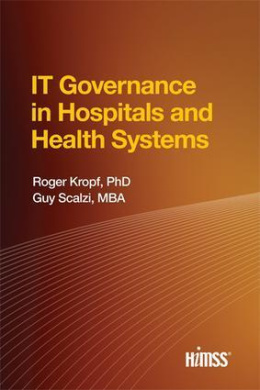 IT Governance
in Hospitals and
Health Systems
Roger Kropf, PhD
Guy Scalzi, MBA
HIMSS